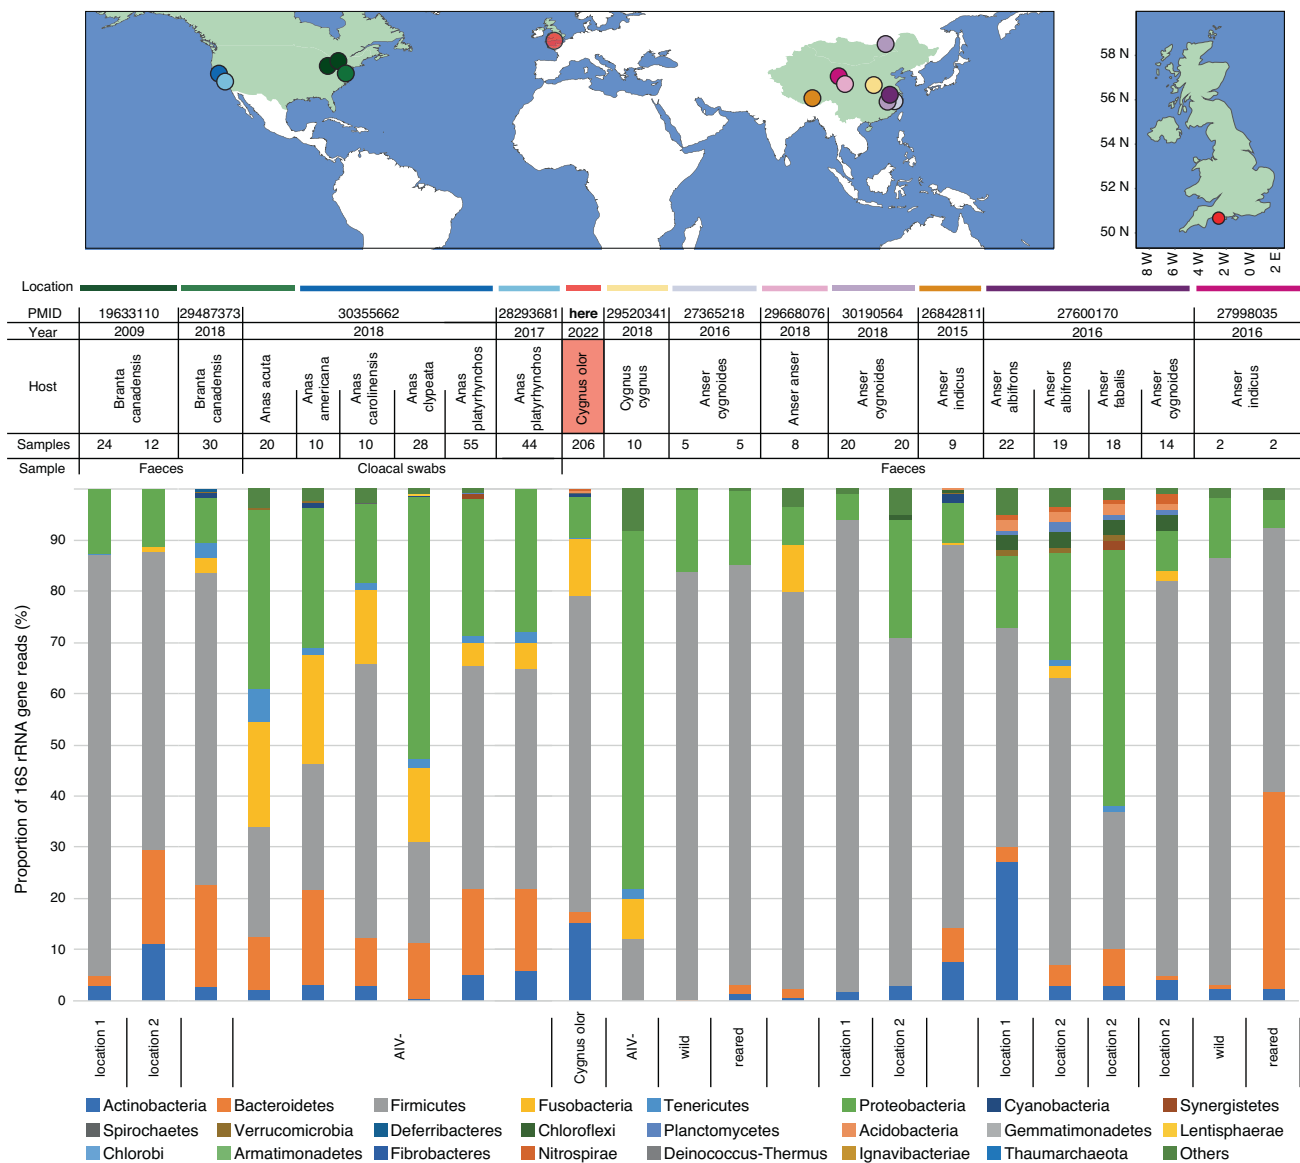 58 N
56 N
54 N
52 N
50 N
8 W
6 W
4 W
2 W
0 W
2 E
Location
PMID 19633110 29487373 30355662 28293681 here 29520341 27365218 29668076 30190564 26842811 27600170 27998035
Year 2009 2018 2018 2017 2022 2018 2016 2018 2018 2015 2016 2016
Host
Branta
canadensis
Branta
canadensis
Anas acuta
Anas
americana
Anas
carolinensis
Anas
clypeata
Anas
platyrhynchos
Anas
platyrhynchos
Cygnus olor
Cygnus
cygnus
Anser
cygnoides
Anser anser
Anser
cygnoides
Anser
indicus
Anser
albifrons
Anser
albifrons
Anser
fabalis
Anser
cygnoides
Anser
indicus
Samples 24 12 30 20 10 10 28 55 44 206 10 5 5 8 20 20 9 22 19 18 14 2 2
Sample Faeces Cloacal swabs Faeces
Proportion of 16S rRNA gene reads (%)
90
80
70
60
50
40
30
20
10
0
location 1
location 2
AIV-
Cygnus olor
AIV-
wild
reared
location 1
location 2
location 1
location 2
location 2
location 2
wild
reared
Actinobacteria Bacteroidetes Firmicutes Fusobacteria Tenericutes Proteobacteria Cyanobacteria Synergistetes
Spirochaetes Verrucomicrobia Deferribacteres Chloroflexi Planctomycetes Acidobacteria Gemmatimonadetes Lentisphaerae
Chlorobi Armatimonadetes Fibrobacteres Nitrospirae Deinococcus-Thermus Ignavibacteriae Thaumarchaeota Others